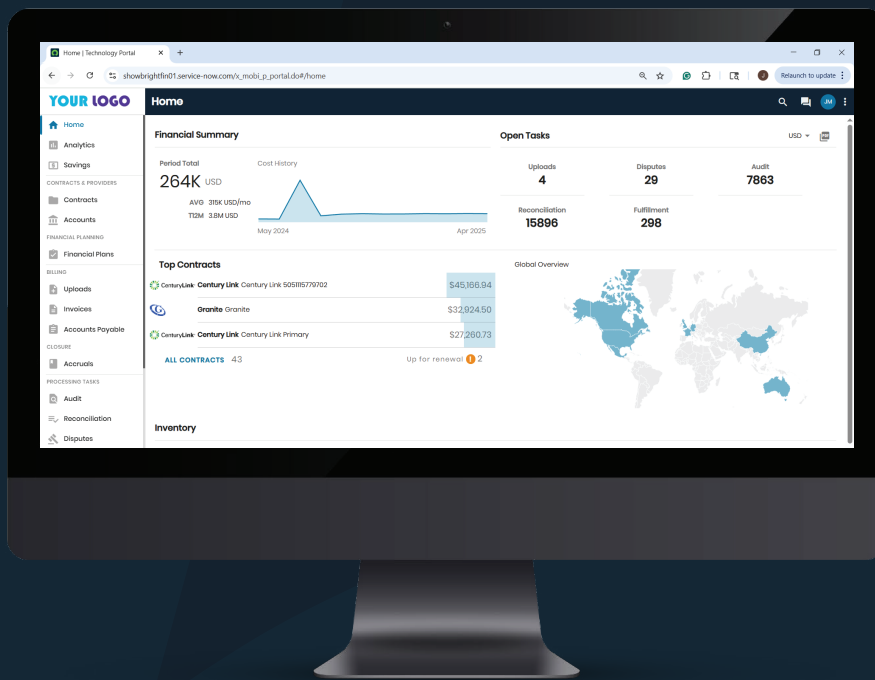 Home | Technology Portal
showbrightfin01.service-now.com/x_mobi_p_portal.do#/home
Relaunch to update
YOUR LOGO
Home
JM
Home
Analytics
Savings
CONTRACTS & PROVIDERS
Contracts
Accounts
FINANCIAL PLANNING
Financial Plans
BILLING
Uploads
Invoices
Accounts Payable
CLOSURE
Accruals
PROCESSING TASKS
Audit
Reconciliation
Disputes
Financial Summary
Period Total
264K USD
AVG 315K USD/mo
T12M 3.8M USD
Cost History
May 2024 Apr 2025
Open Tasks
USD
Uploads
4
Disputes
29
Audit
7863
Reconciliation
15896
Fulfillment
298
Top Contracts
CenturyLink Century Link Century Link 5051115779702 $45,166.94
Granite Granite $32,924.50
CenturyLink Century Link Century Link Primary $27,260.73
ALL CONTRACTS 43 Up for renewal 2
Global Overview
Inventory